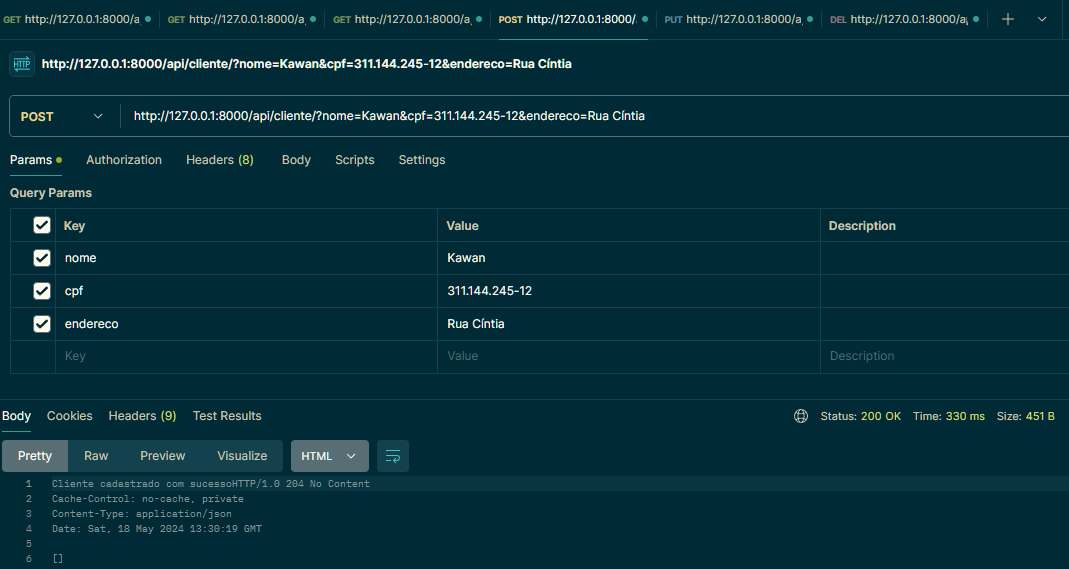 GET http://127.0.0.1:8000/a GET http://127.0.0.1:8000/a GET http://127.0.0.1:8000/a POST http://127.0.0.1:8000/ PUT http://127.0.0.1:8000/a DEL http://127.0.0.1:8000/a
HTTP http://127.0.0.1:8000/api/cliente/?nome=Kawan&cpf=311.144.245-12&endereco=Rua Cíntia
POST http://127.0.0.1:8000/api/cliente/?nome=Kawan&cpf=311.144.245-12&endereco=Rua Cíntia
Params Authorization Headers (8) Body Scripts Settings
Query Params
Key Value Description
nome Kawan
cpf 311.144.245-12
endereco Rua Cíntia
Key Value Description
Body Cookies Headers (9) Test Results Status: 200 OK Time: 330 ms Size: 451 B
Pretty Raw Preview Visualize HTML
1 Cliente cadastrado com sucessoHTTP/1.0 204 No Content
2 Cache-Control: no-cache, private
3 Content-Type: application/json
4 Date: Sat, 18 May 2024 13:30:19 GMT
5
6 []